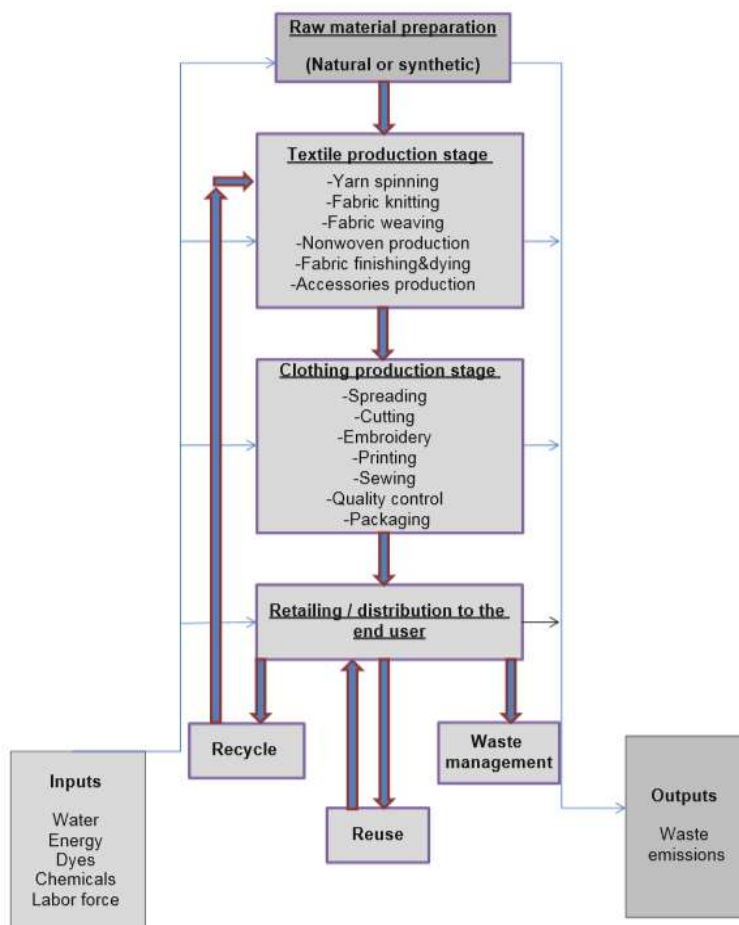 Raw material preparation
(Natural or synthetic)
Textile production stage
-Yarn spinning
-Fabric knitting
-Fabric weaving
-Nonwoven production
-Fabric finishing&dying
-Accessories production
Clothing production stage
-Spreading
-Cutting
-Embroidery
-Printing
-Sewing
-Quality control
-Packaging
Retailing / distribution to the
end user
Recycle
Waste
management
Reuse
Inputs
Water
Energy
Dyes
Chemicals
Labor force
Outputs
Waste
emissions